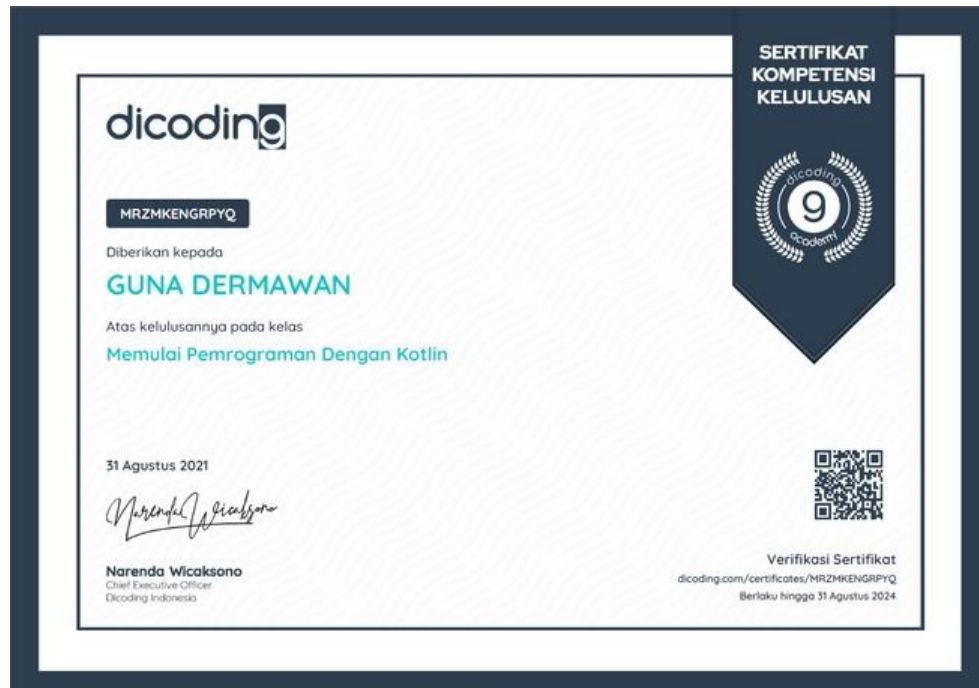 SERTIFIKAT
KOMPETENSI
KELULUSAN
dicoding
dicoding
9
academy
MRZMKENGRPYQ
Diberikan kepada
GUNA DERMAWAN
Atas kelulusannya pada kelas
Memulai Pemrograman Dengan Kotlin
31 Agustus 2021
Narenda Wicaksono
Narenda Wicaksono
Chief Executive Officer
Dicoding Indonesia
Verifikasi Sertifikat
dicoding.com/certificates/MRZMKENGRPYQ
Berlaku hingga 31 Agustus 2024